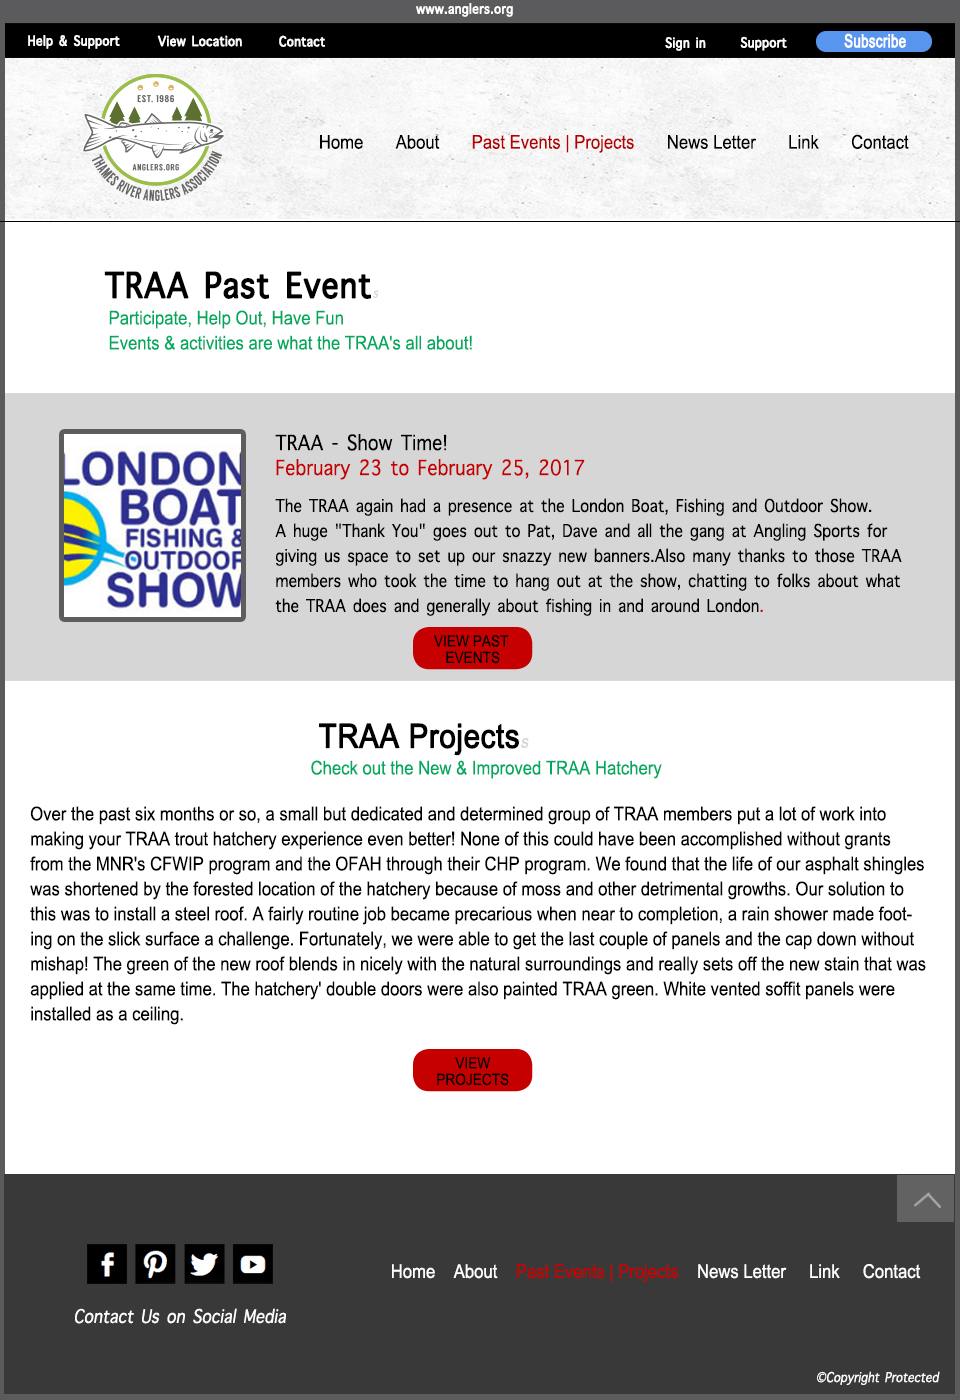 www.anglers.org
Help & Support View Location Contact Sign in Support Subscribe
EST. 1986
ANGLERS.ORG
THAMES RIVER ANGLERS ASSOCIATION
Home About Past Events | Projects News Letter Link Contact
TRAA Past Events
Participate, Help Out, Have Fun
Events & activities are what the TRAA's all about!
LONDON
BOAT
FISHING &
OUTDOOR
SHOW
TRAA - Show Time!
February 23 to February 25, 2017
The TRAA again had a presence at the London Boat, Fishing and Outdoor Show.
A huge "Thank You" goes out to Pat, Dave and all the gang at Angling Sports for
giving us space to set up our snazzy new banners.Also many thanks to those TRAA
members who took the time to hang out at the show, chatting to folks about what
the TRAA does and generally about fishing in and around London.
VIEW PAST
EVENTS
TRAA Projectss
Check out the New & Improved TRAA Hatchery
Over the past six months or so, a small but dedicated and determined group of TRAA members put a lot of work into
making your TRAA trout hatchery experience even better! None of this could have been accomplished without grants
from the MNR's CFWIP program and the OFAH through their CHP program. We found that the life of our asphalt shingles
was shortened by the forested location of the hatchery because of moss and other detrimental growths. Our solution to
this was to install a steel roof. A fairly routine job became precarious when near to completion, a rain shower made foot-
ing on the slick surface a challenge. Fortunately, we were able to get the last couple of panels and the cap down without
mishap! The green of the new roof blends in nicely with the natural surroundings and really sets off the new stain that was
applied at the same time. The hatchery' double doors were also painted TRAA green. White vented soffit panels were
installed as a ceiling.
VIEW
PROJECTS
Home About Past Events | Projects News Letter Link Contact
Contact Us on Social Media
©Copyright Protected